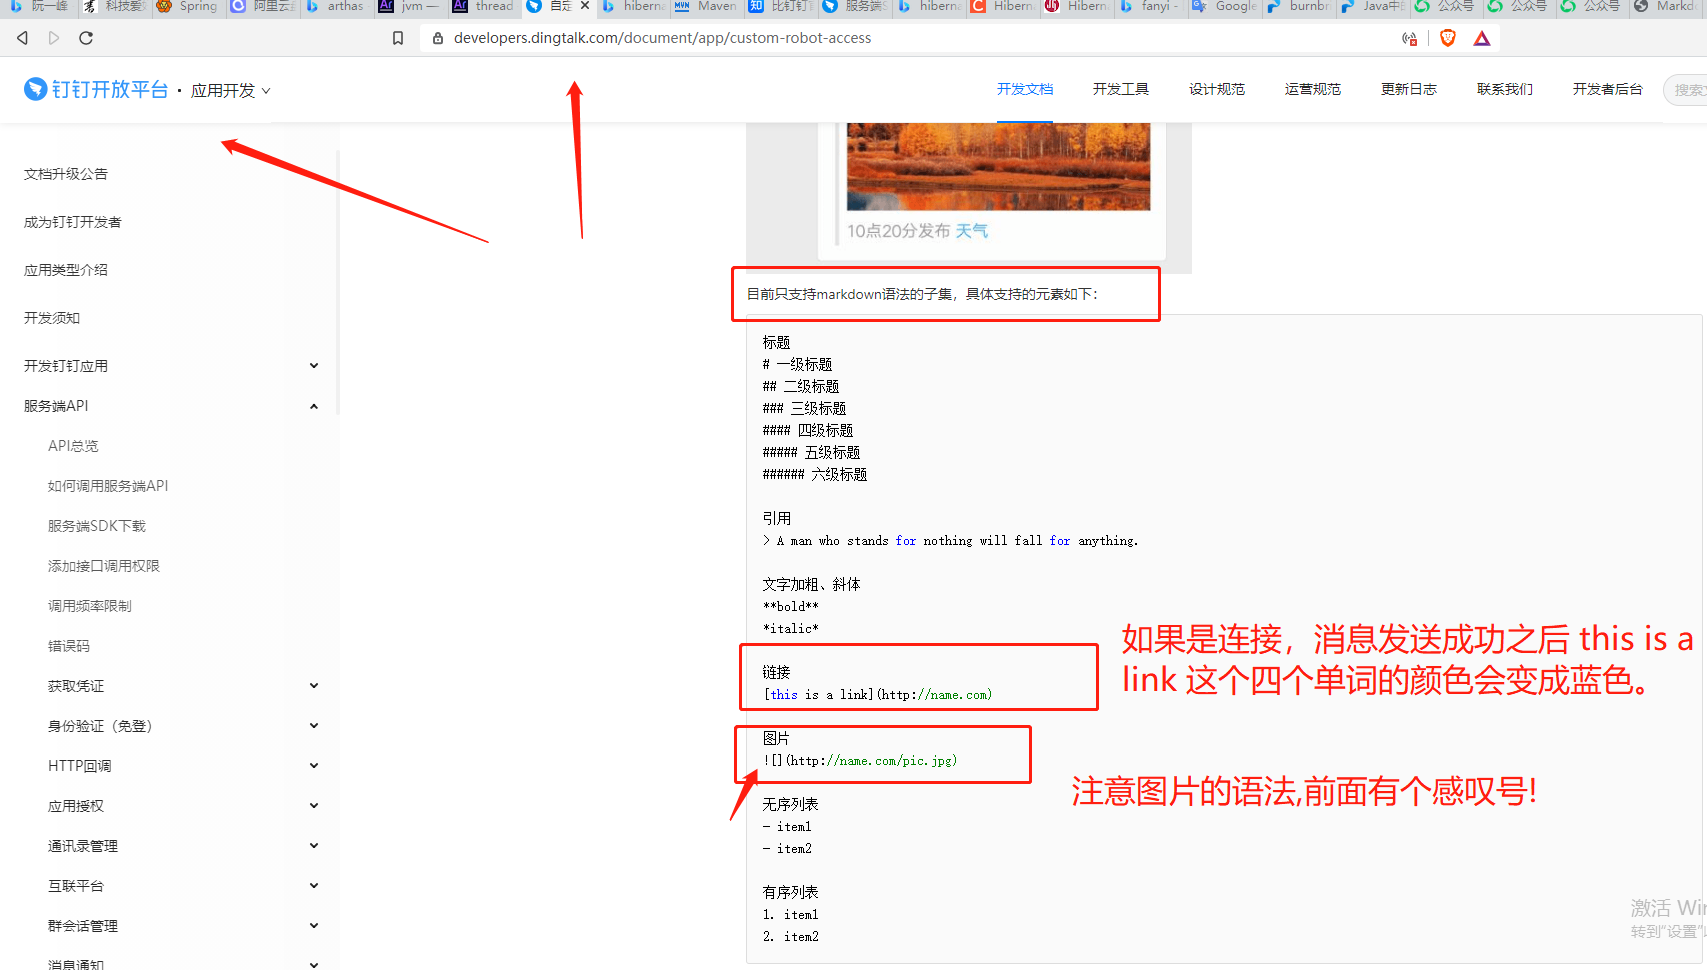 阮一峰
科技爱
Spring
阿里云
arthas
jvm —
thread
自定
hiberna
Maven
比钉钉
服务端S
hiberna
Hibern
Hibern
fanyi -
Google
burnbr
Java中
公众号
公众号
公众号
Markd
developers.dingtalk.com/document/app/custom-robot-access
钉钉开放平台 · 应用开发
开发文档
开发工具
设计规范
运营规范
更新日志
联系我们
开发者后台
搜索
文档升级公告
成为钉钉开发者
应用类型介绍
开发须知
开发钉钉应用
服务端API
API总览
如何调用服务端API
服务端SDK下载
添加接口调用权限
调用频率限制
错误码
获取凭证
身份验证（免登）
HTTP回调
应用授权
通讯录管理
互联平台
群会话管理
消息通知
10点20分发布 天气
目前只支持markdown语法的子集，具体支持的元素如下：
标题
# 一级标题
## 二级标题
### 三级标题
#### 四级标题
##### 五级标题
###### 六级标题
引用
> A man who stands for nothing will fall for anything.
文字加粗、斜体
**bold**
*italic*
链接
[this is a link](http://name.com)
图片
![](http://name.com/pic.jpg)
无序列表
- item1
- item2
有序列表
1. item1
2. item2
如果是连接，消息发送成功之后 this is a
link 这个四个单词的颜色会变成蓝色。
注意图片的语法,前面有个感叹号!
激活 Win
转到"设置"